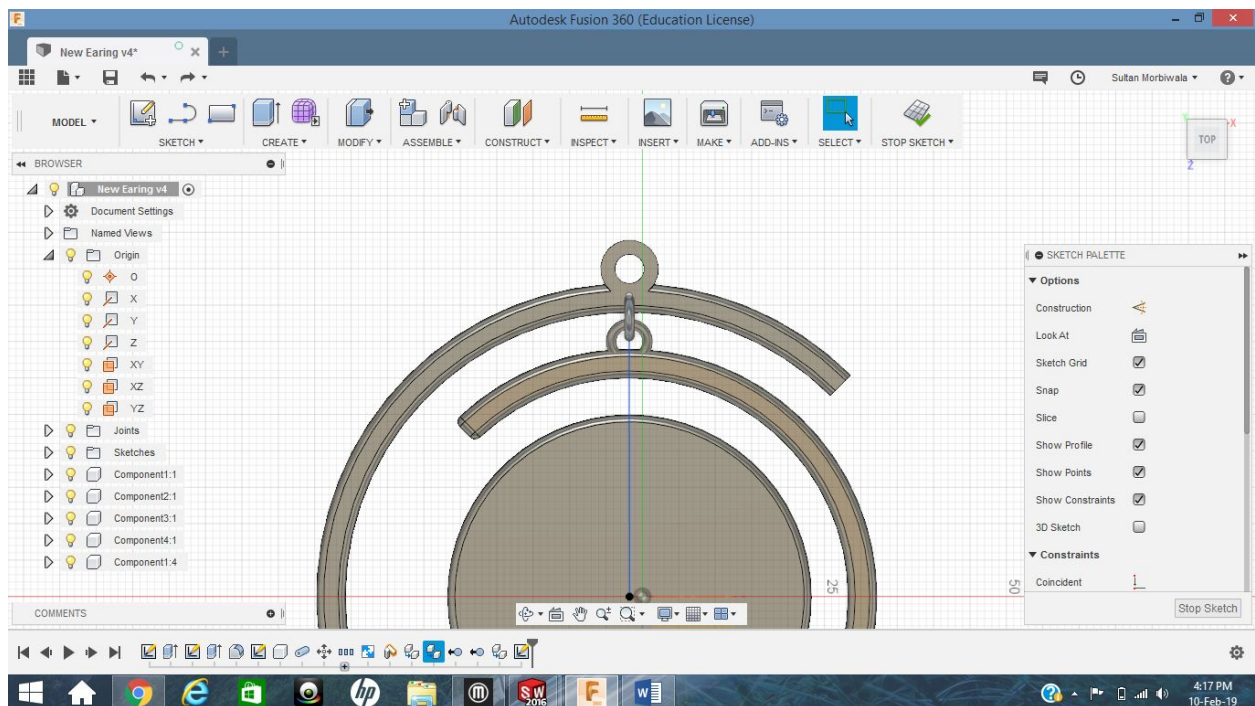 Autodesk Fusion 360 (Education License)
New Earing v4*
Sultan Morbiwala
MODEL
SKETCH
CREATE
MODIFY
ASSEMBLE
CONSTRUCT
INSPECT
INSERT
MAKE
ADD-INS
SELECT
STOP SKETCH
BROWSER
New Earing v4
Document Settings
Named Views
Origin
O
X
Y
Z
XY
XZ
YZ
Joints
Sketches
Component1:1
Component2:1
Component3:1
Component4:1
Component1:4
COMMENTS
X
TOP
Z
25
50
SKETCH PALETTE
Options
Construction
Look At
Sketch Grid
Snap
Slice
Show Profile
Show Points
Show Constraints
3D Sketch
Constraints
Coincident
Stop Sketch
hp
SW
2016
F
W
4:17 PM
10-Feb-19